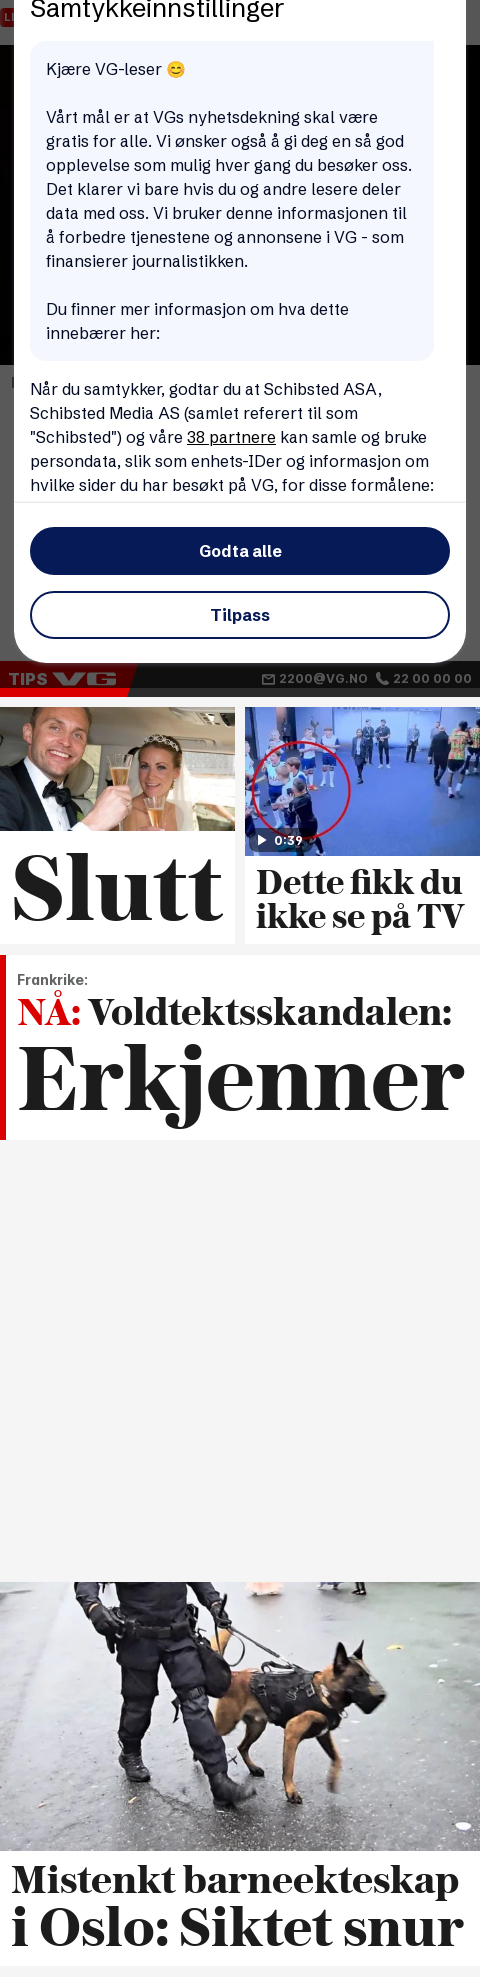 Samtykkeinnstillinger
Kjære VG-leser 😊
Vårt mål er at VGs nyhetsdekning skal være
gratis for alle. Vi ønsker også å gi deg en så god
opplevelse som mulig hver gang du besøker oss.
Det klarer vi bare hvis du og andre lesere deler
data med oss. Vi bruker denne informasjonen til
å forbedre tjenestene og annonsene i VG - som
finansierer journalistikken.
Du finner mer informasjon om hva dette
innebærer her:
Når du samtykker, godtar du at Schibsted ASA,
Schibsted Media AS (samlet referert til som
"Schibsted") og våre 38 partnere kan samle og bruke
persondata, slik som enhets-IDer og informasjon om
hvilke sider du har besøkt på VG, for disse formålene:
Godta alle
Tilpass
TIPS VG 2200@VG.NO 22 00 00 00
Slutt
0:39
Dette fikk du
ikke se på TV
Frankrike:
NÅ: Voldtektsskandalen:
Erkjenner
Mistenkt barneekteskap
i Oslo: Siktet snur